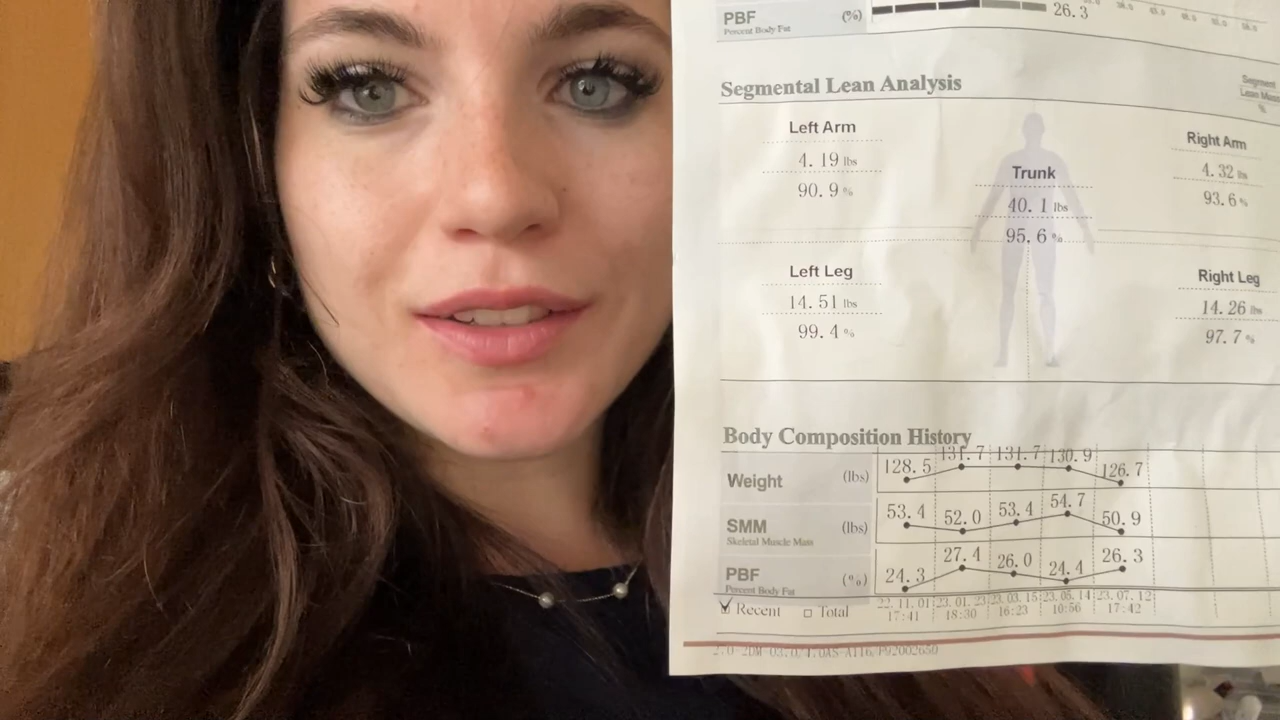 PBF (%) 26.3
Percent Body Fat
Segmental Lean Analysis
Segment
Lean Mass
%
Left Arm
4.19 lbs
90.9 %
Right Arm
4.32 lbs
93.6 %
Trunk
40.1 lbs
95.6 %
Left Leg
14.51 lbs
99.4 %
Right Leg
14.26 lbs
97.7 %
Body Composition History
Weight (lbs) 128.5 131.7 131.7 130.9 126.7
SMM (lbs) 53.4 52.0 53.4 54.7 50.9
Skeletal Muscle Mass
PBF (%) 24.3 27.4 26.0 24.4 26.3
Percent Body Fat
Recent Total 22.11.01 23.01.23 23.03.15 23.05.14 23.07.12
17:41 18:30 16:23 10:56 17:42